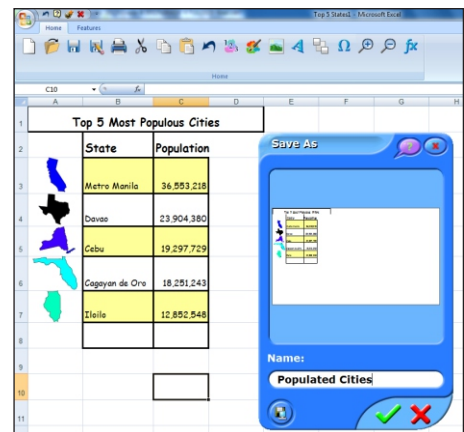 Top 5 States1 - Microsoft Excel
Home Features
Home
C10 fx
A B C D E F G H
1 Top 5 Most Populous Cities
2 State Population
3 Metro Manila 36,553,218
4 Davao 23,904,380
5 Cebu 19,297,729
6 Cagayan de Oro 18,251,243
7 Iloilo 12,852,548
8
9
10
11
Save As
Name:
Populated Cities